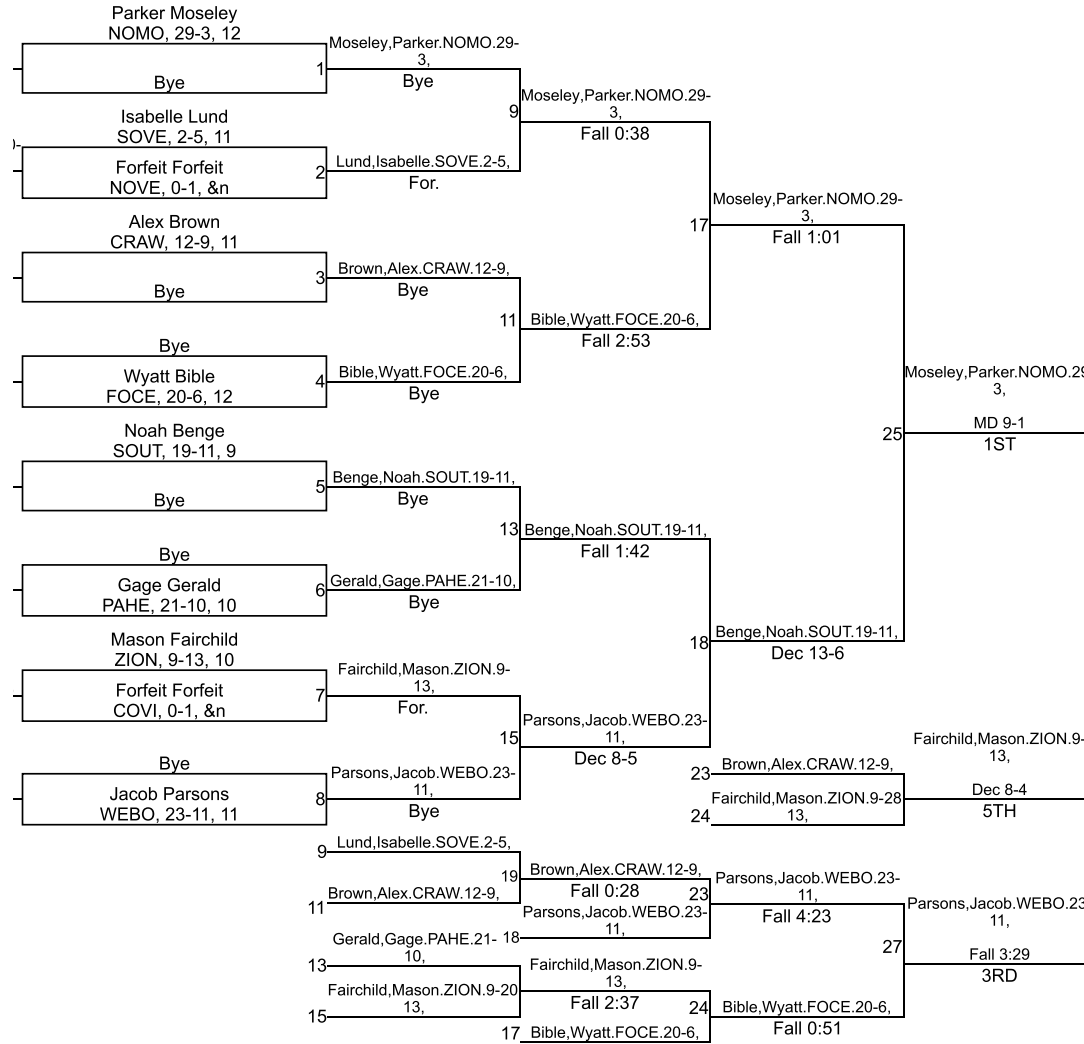 Parker Moseley
NOMO, 29-3, 12
Bye
1
Moseley,Parker.NOMO.29-
3,
Bye
Isabelle Lund
SOVE, 2-5, 11
0-
Forfeit Forfeit
NOVE, 0-1, &n
2
Lund,Isabelle.SOVE.2-5,
For.
9
Moseley,Parker.NOMO.29-
3,
Fall 0:38
Alex Brown
CRAW, 12-9, 11
Bye
3
Brown,Alex.CRAW.12-9,
Bye
Bye
Wyatt Bible
FOCE, 20-6, 12
4
Bible,Wyatt.FOCE.20-6,
Bye
11
Bible,Wyatt.FOCE.20-6,
Fall 2:53
17
Moseley,Parker.NOMO.29-
3,
Fall 1:01
Noah Benge
SOUT, 19-11, 9
Bye
5
Benge,Noah.SOUT.19-11,
Bye
Bye
Gage Gerald
PAHE, 21-10, 10
6
Gerald,Gage.PAHE.21-10,
Bye
13
Benge,Noah.SOUT.19-11,
Fall 1:42
Mason Fairchild
ZION, 9-13, 10
Forfeit Forfeit
COVI, 0-1, &n
7
Fairchild,Mason.ZION.9-
13,
For.
Bye
Jacob Parsons
WEBO, 23-11, 11
8
Parsons,Jacob.WEBO.23-
11,
Bye
15
Parsons,Jacob.WEBO.23-
11,
Dec 8-5
18
Benge,Noah.SOUT.19-11,
Dec 13-6
25
Moseley,Parker.NOMO.29
3,
MD 9-1
1ST
23
Brown,Alex.CRAW.12-9,
24
Fairchild,Mason.ZION.9-28
13,
Fairchild,Mason.ZION.9-
13,
Dec 8-4
5TH
9
Lund,Isabelle.SOVE.2-5,
11
Brown,Alex.CRAW.12-9,
19
Brown,Alex.CRAW.12-9,
Fall 0:28
18
Parsons,Jacob.WEBO.23-
11,
23
Parsons,Jacob.WEBO.23-
11,
Fall 4:23
13
Gerald,Gage.PAHE.21-
10,
15
Fairchild,Mason.ZION.9-20
13,
Fairchild,Mason.ZION.9-
13,
Fall 2:37
17
Bible,Wyatt.FOCE.20-6,
24
Bible,Wyatt.FOCE.20-6,
Fall 0:51
27
Parsons,Jacob.WEBO.23
11,
Fall 3:29
3RD